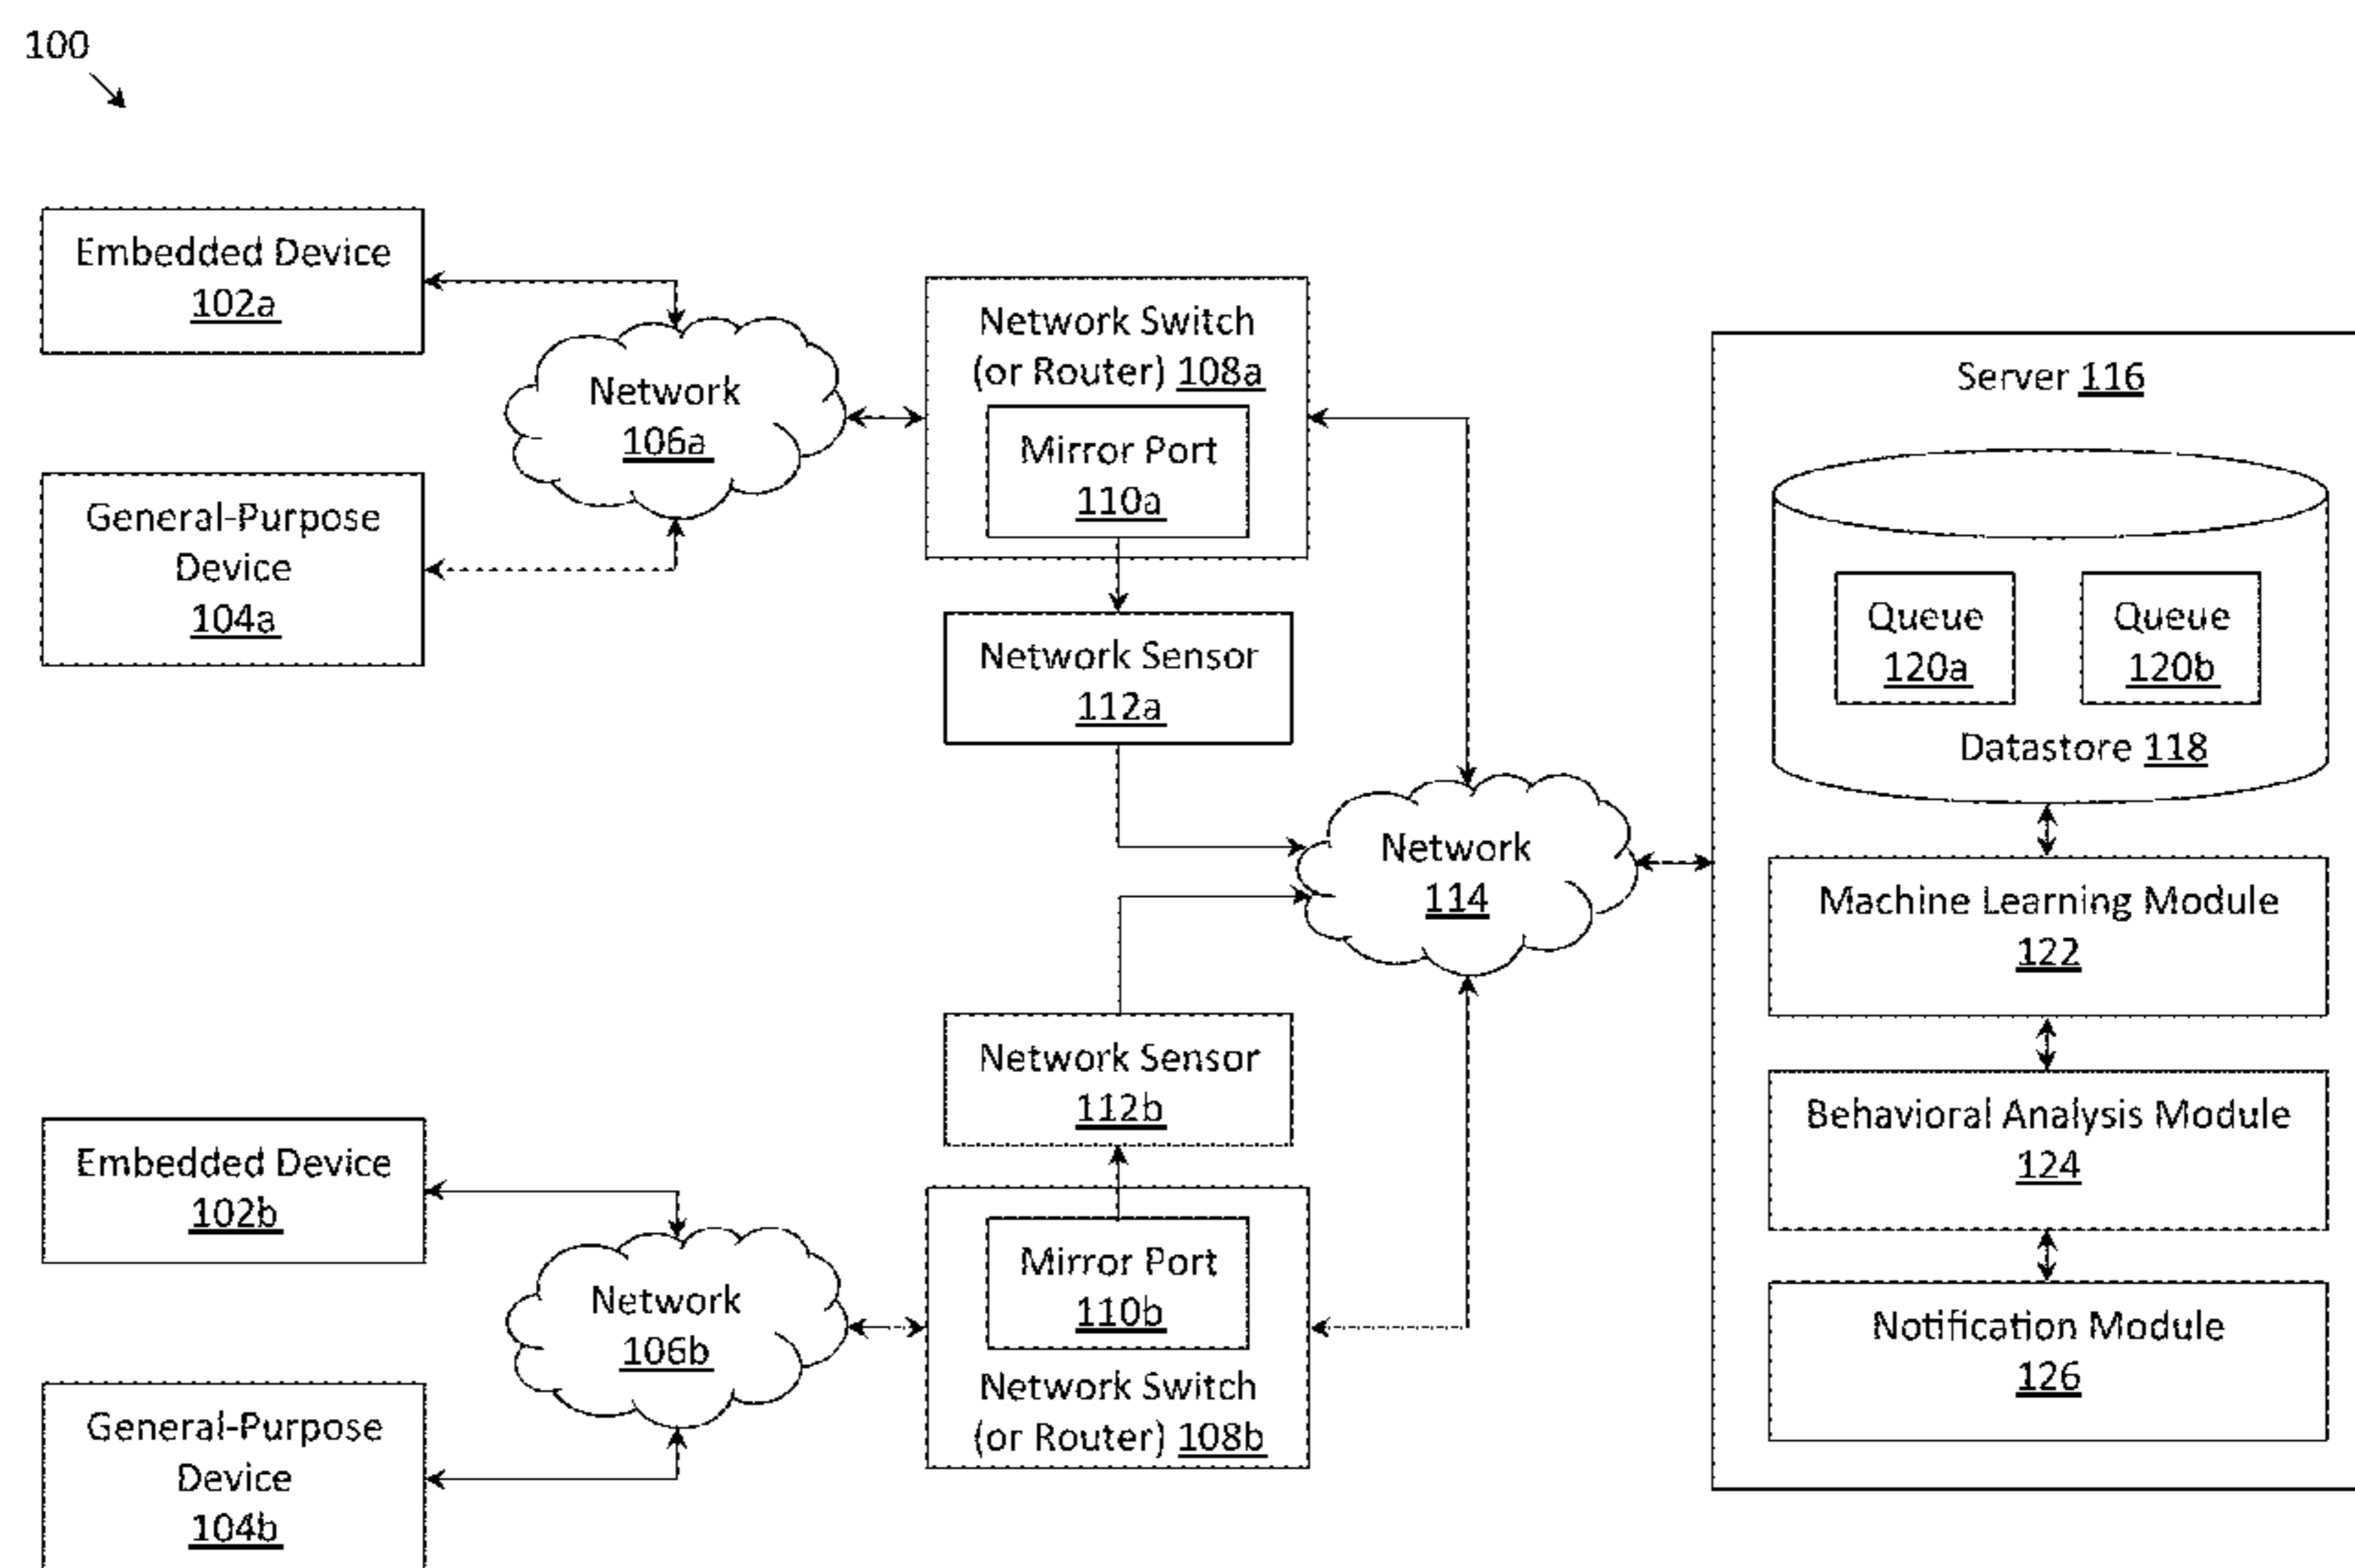 100
Embedded Device
102a
General-Purpose
Device
104a
Network
106a
Network Switch
(or Router) 108a
Mirror Port
110a
Network Sensor
112a
Network
114
Network Sensor
112b
Mirror Port
110b
Network Switch
(or Router) 108b
Embedded Device
102b
General-Purpose
Device
104b
Network
106b
Server 116
Queue
120a
Queue
120b
Datastore 118
Machine Learning Module
122
Behavioral Analysis Module
124
Notification Module
126